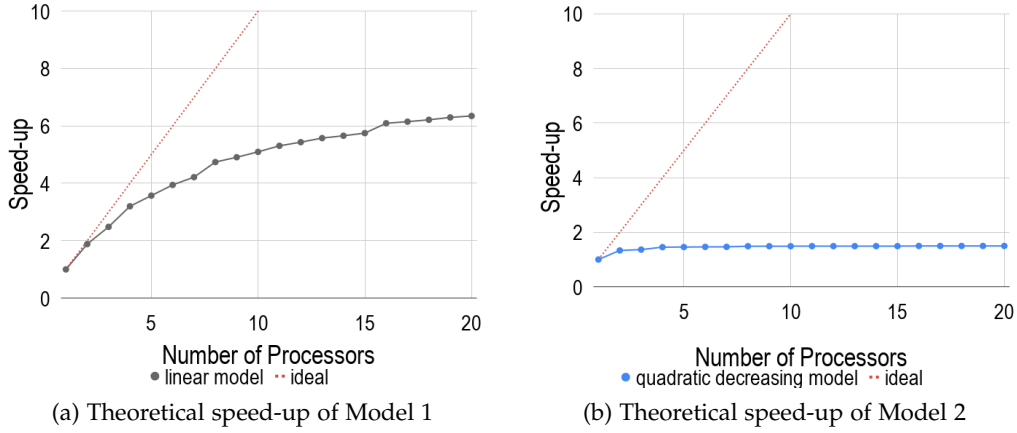 10
8
6
4
2
0
Speed-up
5
10
15
20
Number of Processors
linear model
ideal
(a) Theoretical speed-up of Model 1
10
8
6
4
2
0
Speed-up
5
10
15
20
Number of Processors
quadratic decreasing model
ideal
(b) Theoretical speed-up of Model 2